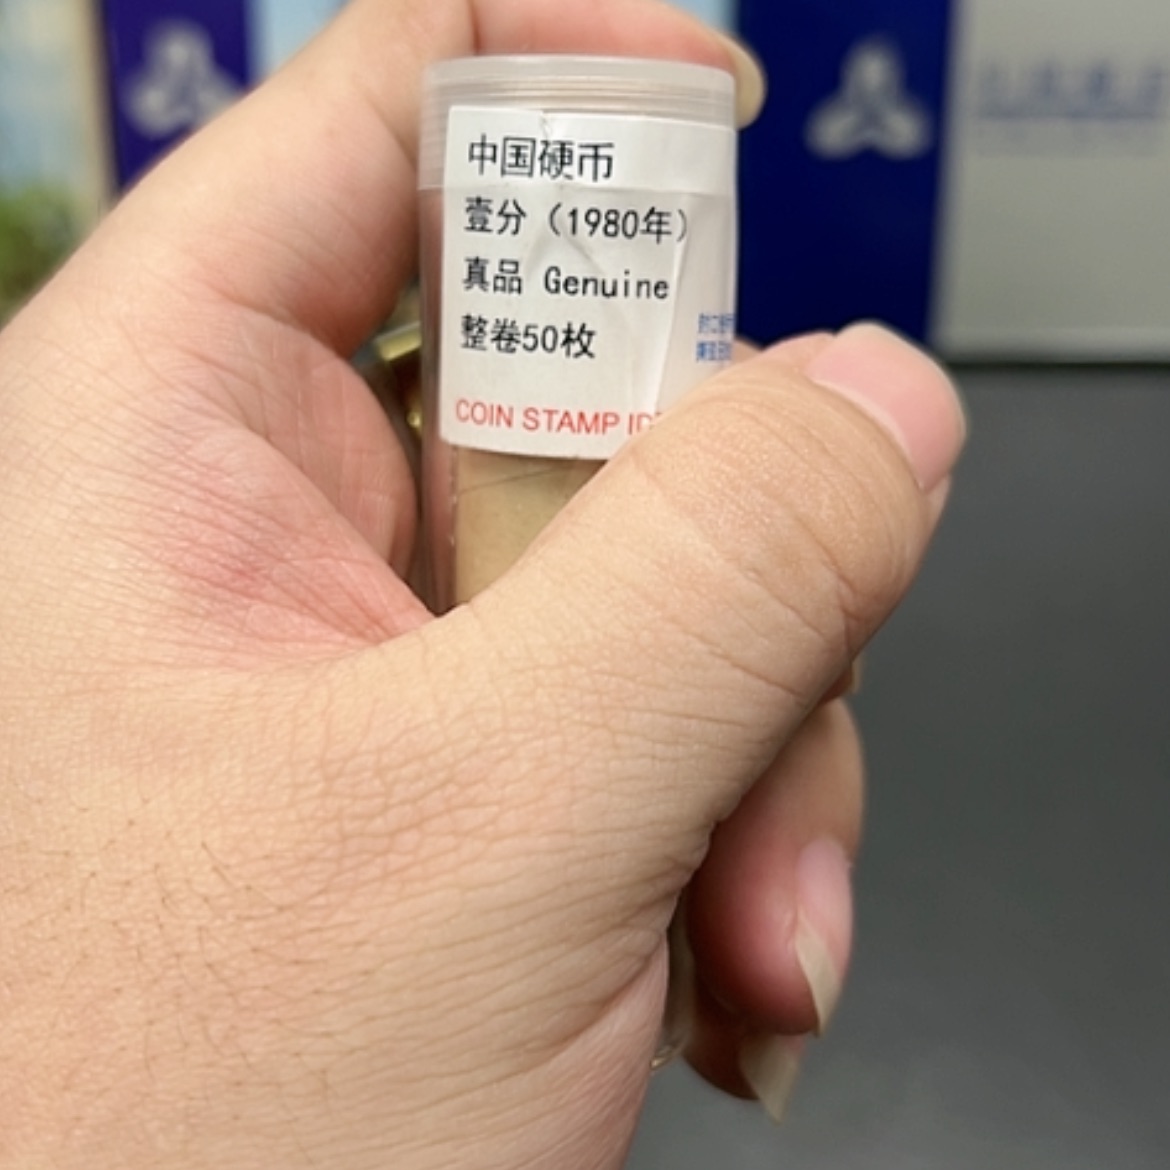 中国硬币
壹分（1980年）
真品 Genuine
整卷50枚
COIN STAMP